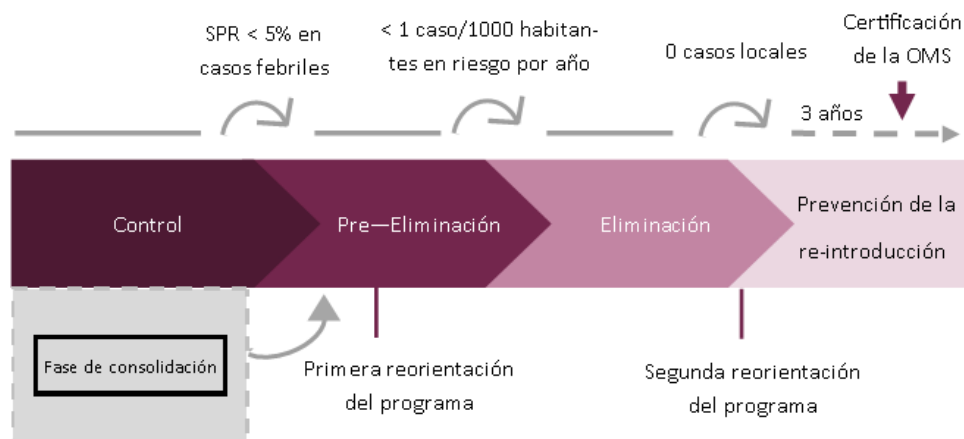 SPR < 5% en
casos febriles
< 1 caso/1000 habitan-
tes en riesgo por año
0 casos locales
Certificación
de la OMS
3 años
Control
Pre—Eliminación
Eliminación
Prevención de la
re-introducción
Fase de consolidación
Primera reorientación
del programa
Segunda reorientación
del programa